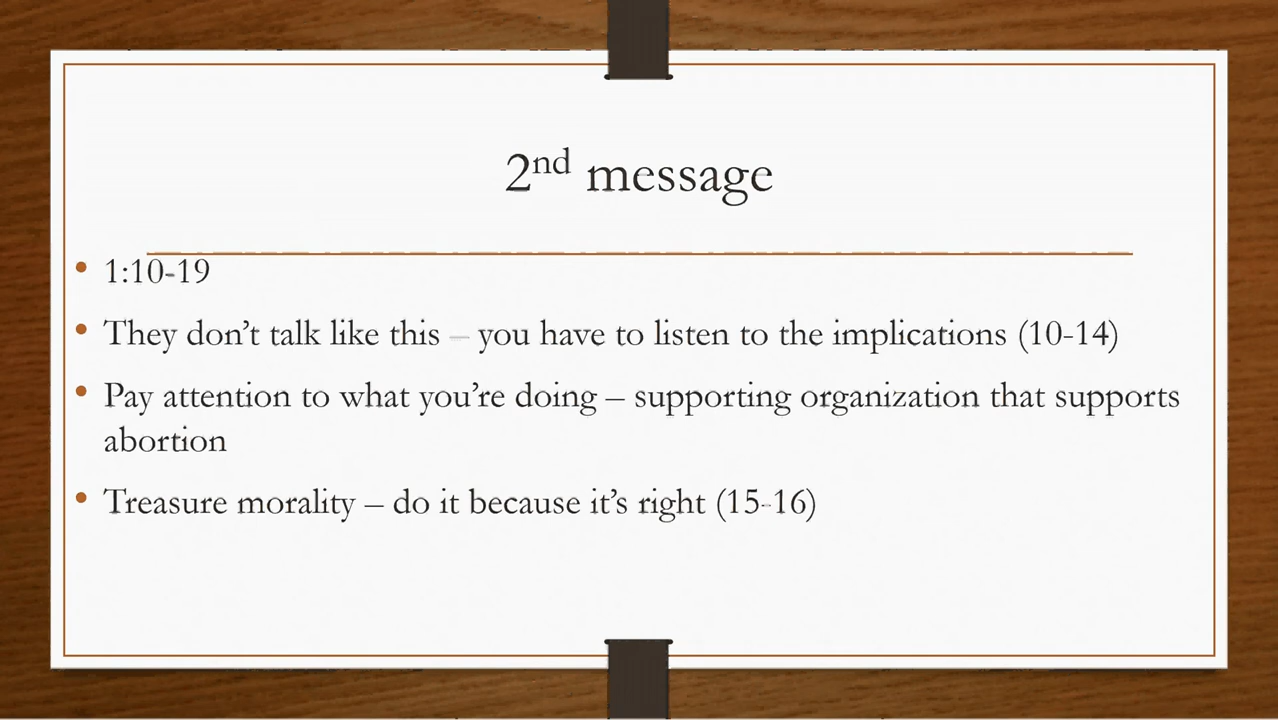 2nd message
• 1:10-19
• They don’t talk like this – you have to listen to the implications (10-14)
• Pay attention to what you’re doing – supporting organization that supports
abortion
• Treasure morality – do it because it’s right (15-16)